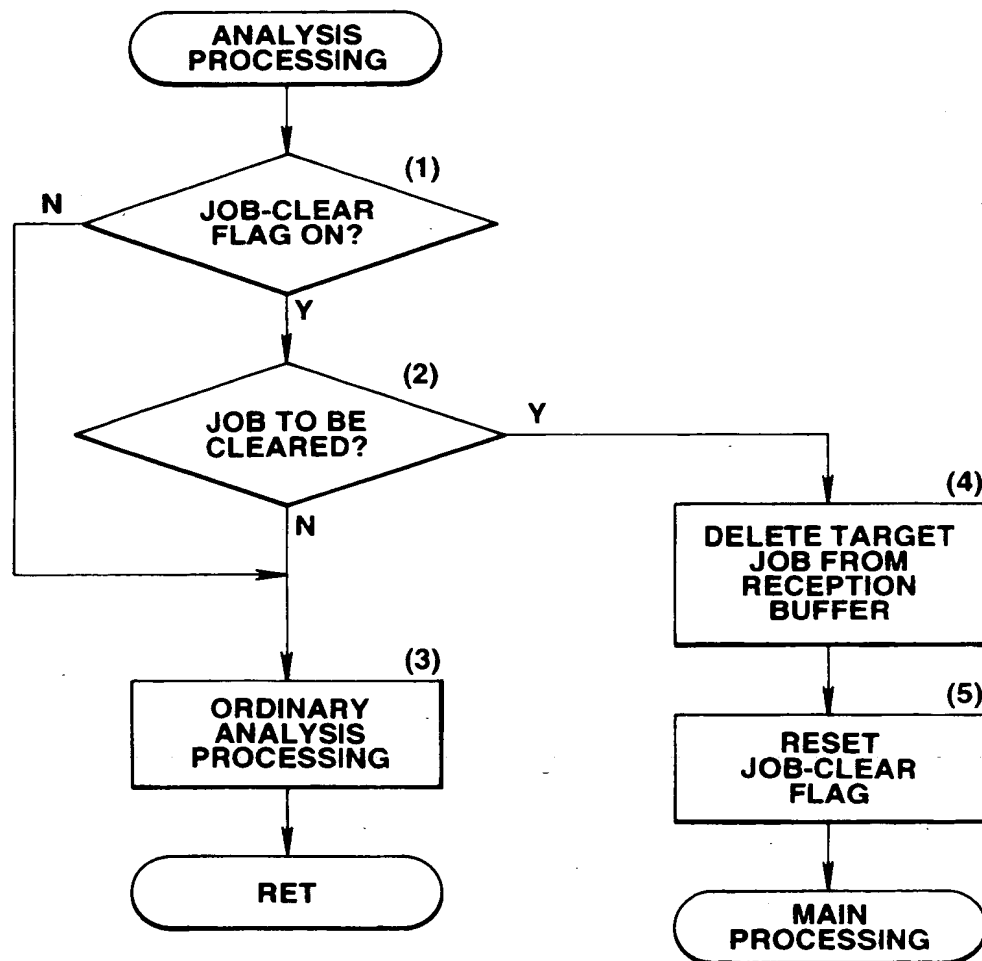 ANALYSIS
PROCESSING
(1)
N
JOB-CLEAR
FLAG ON?
Y
(2)
JOB TO BE
CLEARED?
Y
N
(4)
DELETE TARGET
JOB FROM
RECEPTION
BUFFER
(3)
ORDINARY
ANALYSIS
PROCESSING
(5)
RESET
JOB-CLEAR
FLAG
RET
MAIN
PROCESSING